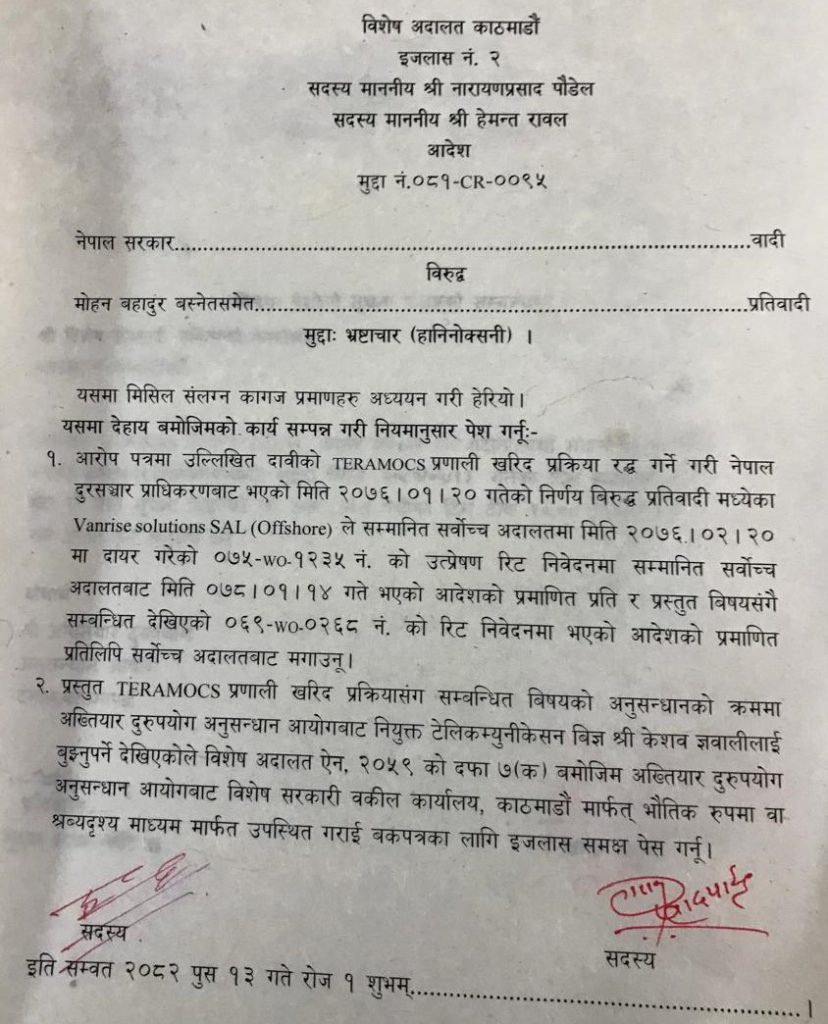 विशेष अदालत काठमाडौं
इजलास नं. २
सदस्य माननीय श्री नारायणप्रसाद पौडेल
सदस्य माननीय श्री हेमन्त रावल
आदेश
मुद्दा नं.०८१-CR-००९५
नेपाल सरकार..........................................................................................वादी
विरुद्ध
मोहन बहादुर बस्नेतसमेत..........................................................................प्रतिवादी
मुद्दाः भ्रष्टाचार (हानिनोक्सनी) ।
यसमा मिसिल संलग्न कागज प्रमाणहरु अध्ययन गरी हेरियो।
यसमा देहाय बमोजिमको कार्य सम्पन्न गरी नियमानुसार पेश गर्नूः-
१. आरोप पत्रमा उल्लिखित दावीको TERAMOCS प्रणाली खरिद प्रक्रिया रद्ध गर्ने गरी नेपाल
दुरसञ्चार प्राधिकरणबाट भएको मिति २०७६।०१।२० गतेको निर्णय विरुद्ध प्रतिवादी मध्येका
Vanrise solutions SAL (Offshore) ले सम्मानित सर्वोच्च अदालतमा मिति २०७६।०२।२०
मा दायर गरेको ०७५-WO-१२३५ नं. को उत्प्रेषण रिट निवेदनमा सम्मानित सर्वोच्च
अदालतबाट मिति ०७८।०१।१४ गते भएको आदेशको प्रमाणित प्रति र प्रस्तुत विषयसंगै
सम्बन्धित देखिएको ०६९-WO-०२६८ नं. को रिट निवेदनमा भएको आदेशको प्रमाणित
प्रतिलिपि सर्वोच्च अदालतबाट मगाउनू।
२. प्रस्तुत TERAMOCS प्रणाली खरिद प्रक्रियासंग सम्बन्धित विषयको अनुसन्धानको क्रममा
अख्तियार दुरुपयोग अनुसन्धान आयोगबाट नियुक्त टेलिकम्युनीकेसन बिज्ञ श्री केशव ज्ञवालीलाई
बुझ्नुपर्ने देखिएकोले विशेष अदालत ऐन, २०५९ को दफा ७(क) बमोजिम अख्तियार दुरुपयोग
अनुसन्धान आयोगबाट विशेष सरकारी वकील कार्यालय, काठमाडौं मार्फत् भौतिक रुपमा वा
श्रव्यदृश्य माध्यम मार्फत उपस्थित गराई बकपत्रका लागि इजलास समक्ष पेस गर्नू।
सदस्य
सदस्य
इति सम्वत २०८२ पुस १३ गते रोज १ शुभम्..........................................................।